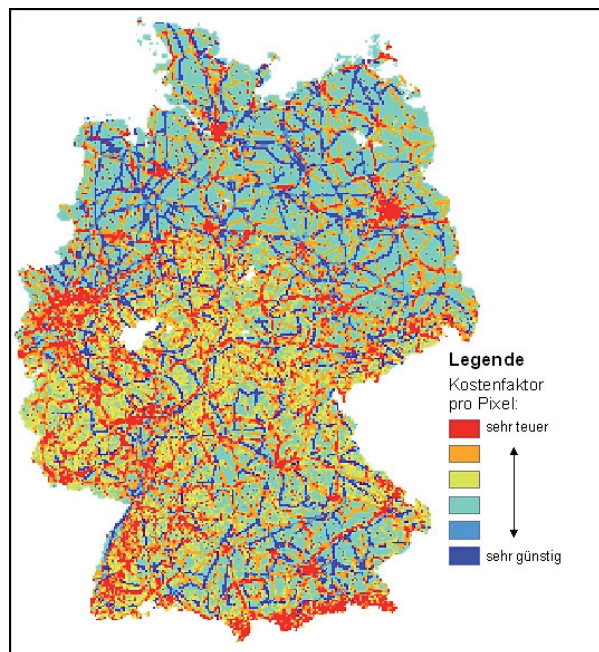 Legende
Kostenfaktor
pro Pixel:
sehr teuer
sehr günstig